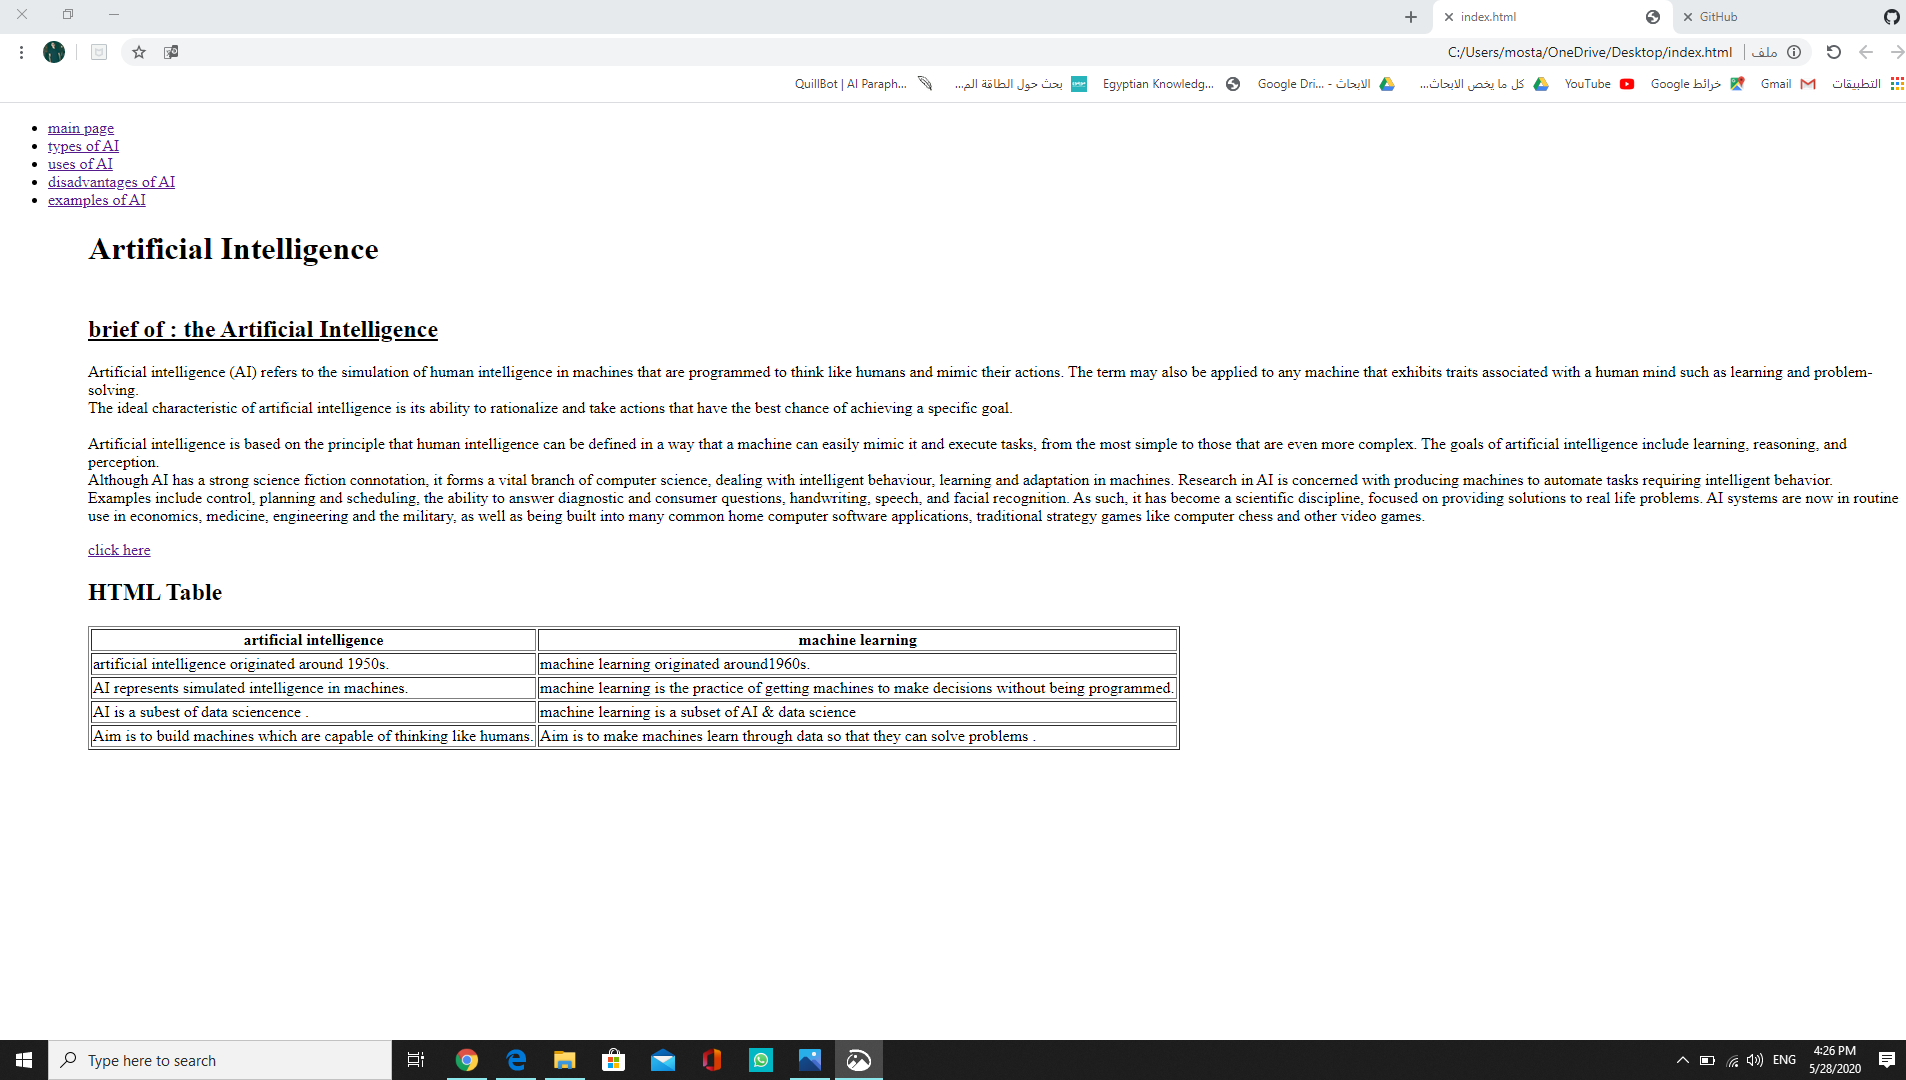 index.html
GitHub
C:/Users/mosta/OneDrive/Desktop/index.html | ملف
التطبيقات
Gmail
خرائط Google
YouTube
كل ما يخص الابحاث...
الابحاث - Google Dri...
Egyptian Knowledg...
بحث حول الطاقة الم...
QuillBot | AI Paraph...
• main page
• types of AI
• uses of AI
• disadvantages of AI
• examples of AI
Artificial Intelligence
brief of : the Artificial Intelligence
Artificial intelligence (AI) refers to the simulation of human intelligence in machines that are programmed to think like humans and mimic their actions. The term may also be applied to any machine that exhibits traits associated with a human mind such as learning and problem-
solving.
The ideal characteristic of artificial intelligence is its ability to rationalize and take actions that have the best chance of achieving a specific goal.
Artificial intelligence is based on the principle that human intelligence can be defined in a way that a machine can easily mimic it and execute tasks, from the most simple to those that are even more complex. The goals of artificial intelligence include learning, reasoning, and
perception.
Although AI has a strong science fiction connotation, it forms a vital branch of computer science, dealing with intelligent behaviour, learning and adaptation in machines. Research in AI is concerned with producing machines to automate tasks requiring intelligent behavior.
Examples include control, planning and scheduling, the ability to answer diagnostic and consumer questions, handwriting, speech, and facial recognition. As such, it has become a scientific discipline, focused on providing solutions to real life problems. AI systems are now in routine
use in economics, medicine, engineering and the military, as well as being built into many common home computer software applications, traditional strategy games like computer chess and other video games.
click here
HTML Table
artificial intelligence machine learning
artificial intelligence originated around 1950s. machine learning originated around1960s.
AI represents simulated intelligence in machines. machine learning is the practice of getting machines to make decisions without being programmed.
AI is a subest of data sciencence . machine learning is a subset of AI & data science
Aim is to build machines which are capable of thinking like humans. Aim is to make machines learn through data so that they can solve problems .
Type here to search
ENG
4:26 PM
5/28/2020